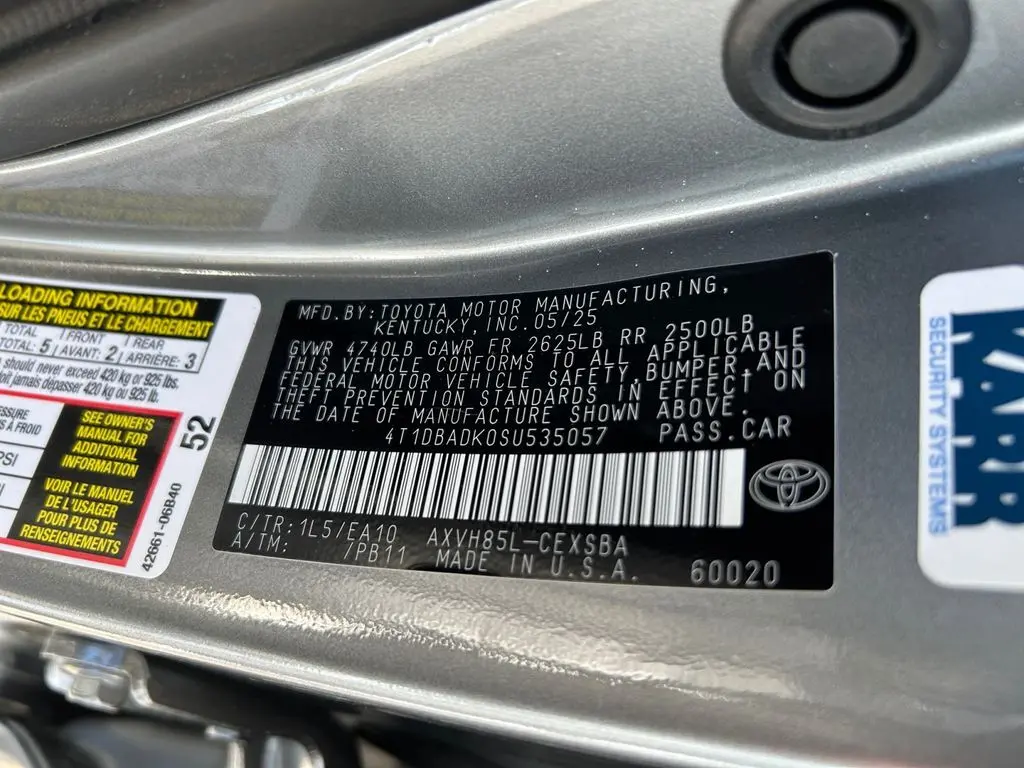 LOADING INFORMATION
SUR LES PNEUS ET LE CHARGEMENT
TOTAL FRONT REAR
TOTAL: 5 AVANT: 2 ARRIÈRE: 3
should never exceed 420 kg or 925 lbs.
jamais dépasser 420 kg ou 925 lb.
À FROID
PSI
SEE OWNER'S
MANUAL FOR
ADDITIONAL
INFORMATION
VOIR LE MANUEL
DE L'USAGER
POUR PLUS DE
RENSEIGNEMENTS
52
42661-06B40
MFD.BY:TOYOTA MOTOR MANUFACTURING,
KENTUCKY, INC.05/25
GVWR 4740LB GAWR FR 2625LB RR 2500LB
THIS VEHICLE CONFORMS TO ALL APPLICABLE
FEDERAL MOTOR VEHICLE SAFETY, BUMPER, AND
THEFT PREVENTION STANDARDS IN EFFECT ON
THE DATE OF MANUFACTURE SHOWN ABOVE.
4T1DBADK0SU535057 PASS.CAR
C/TR:1L5/EA10 AXVH85L-CEXSBA
A/TM: /PB11 MADE IN U.S.A. 60020
SECURITY SYSTEMS